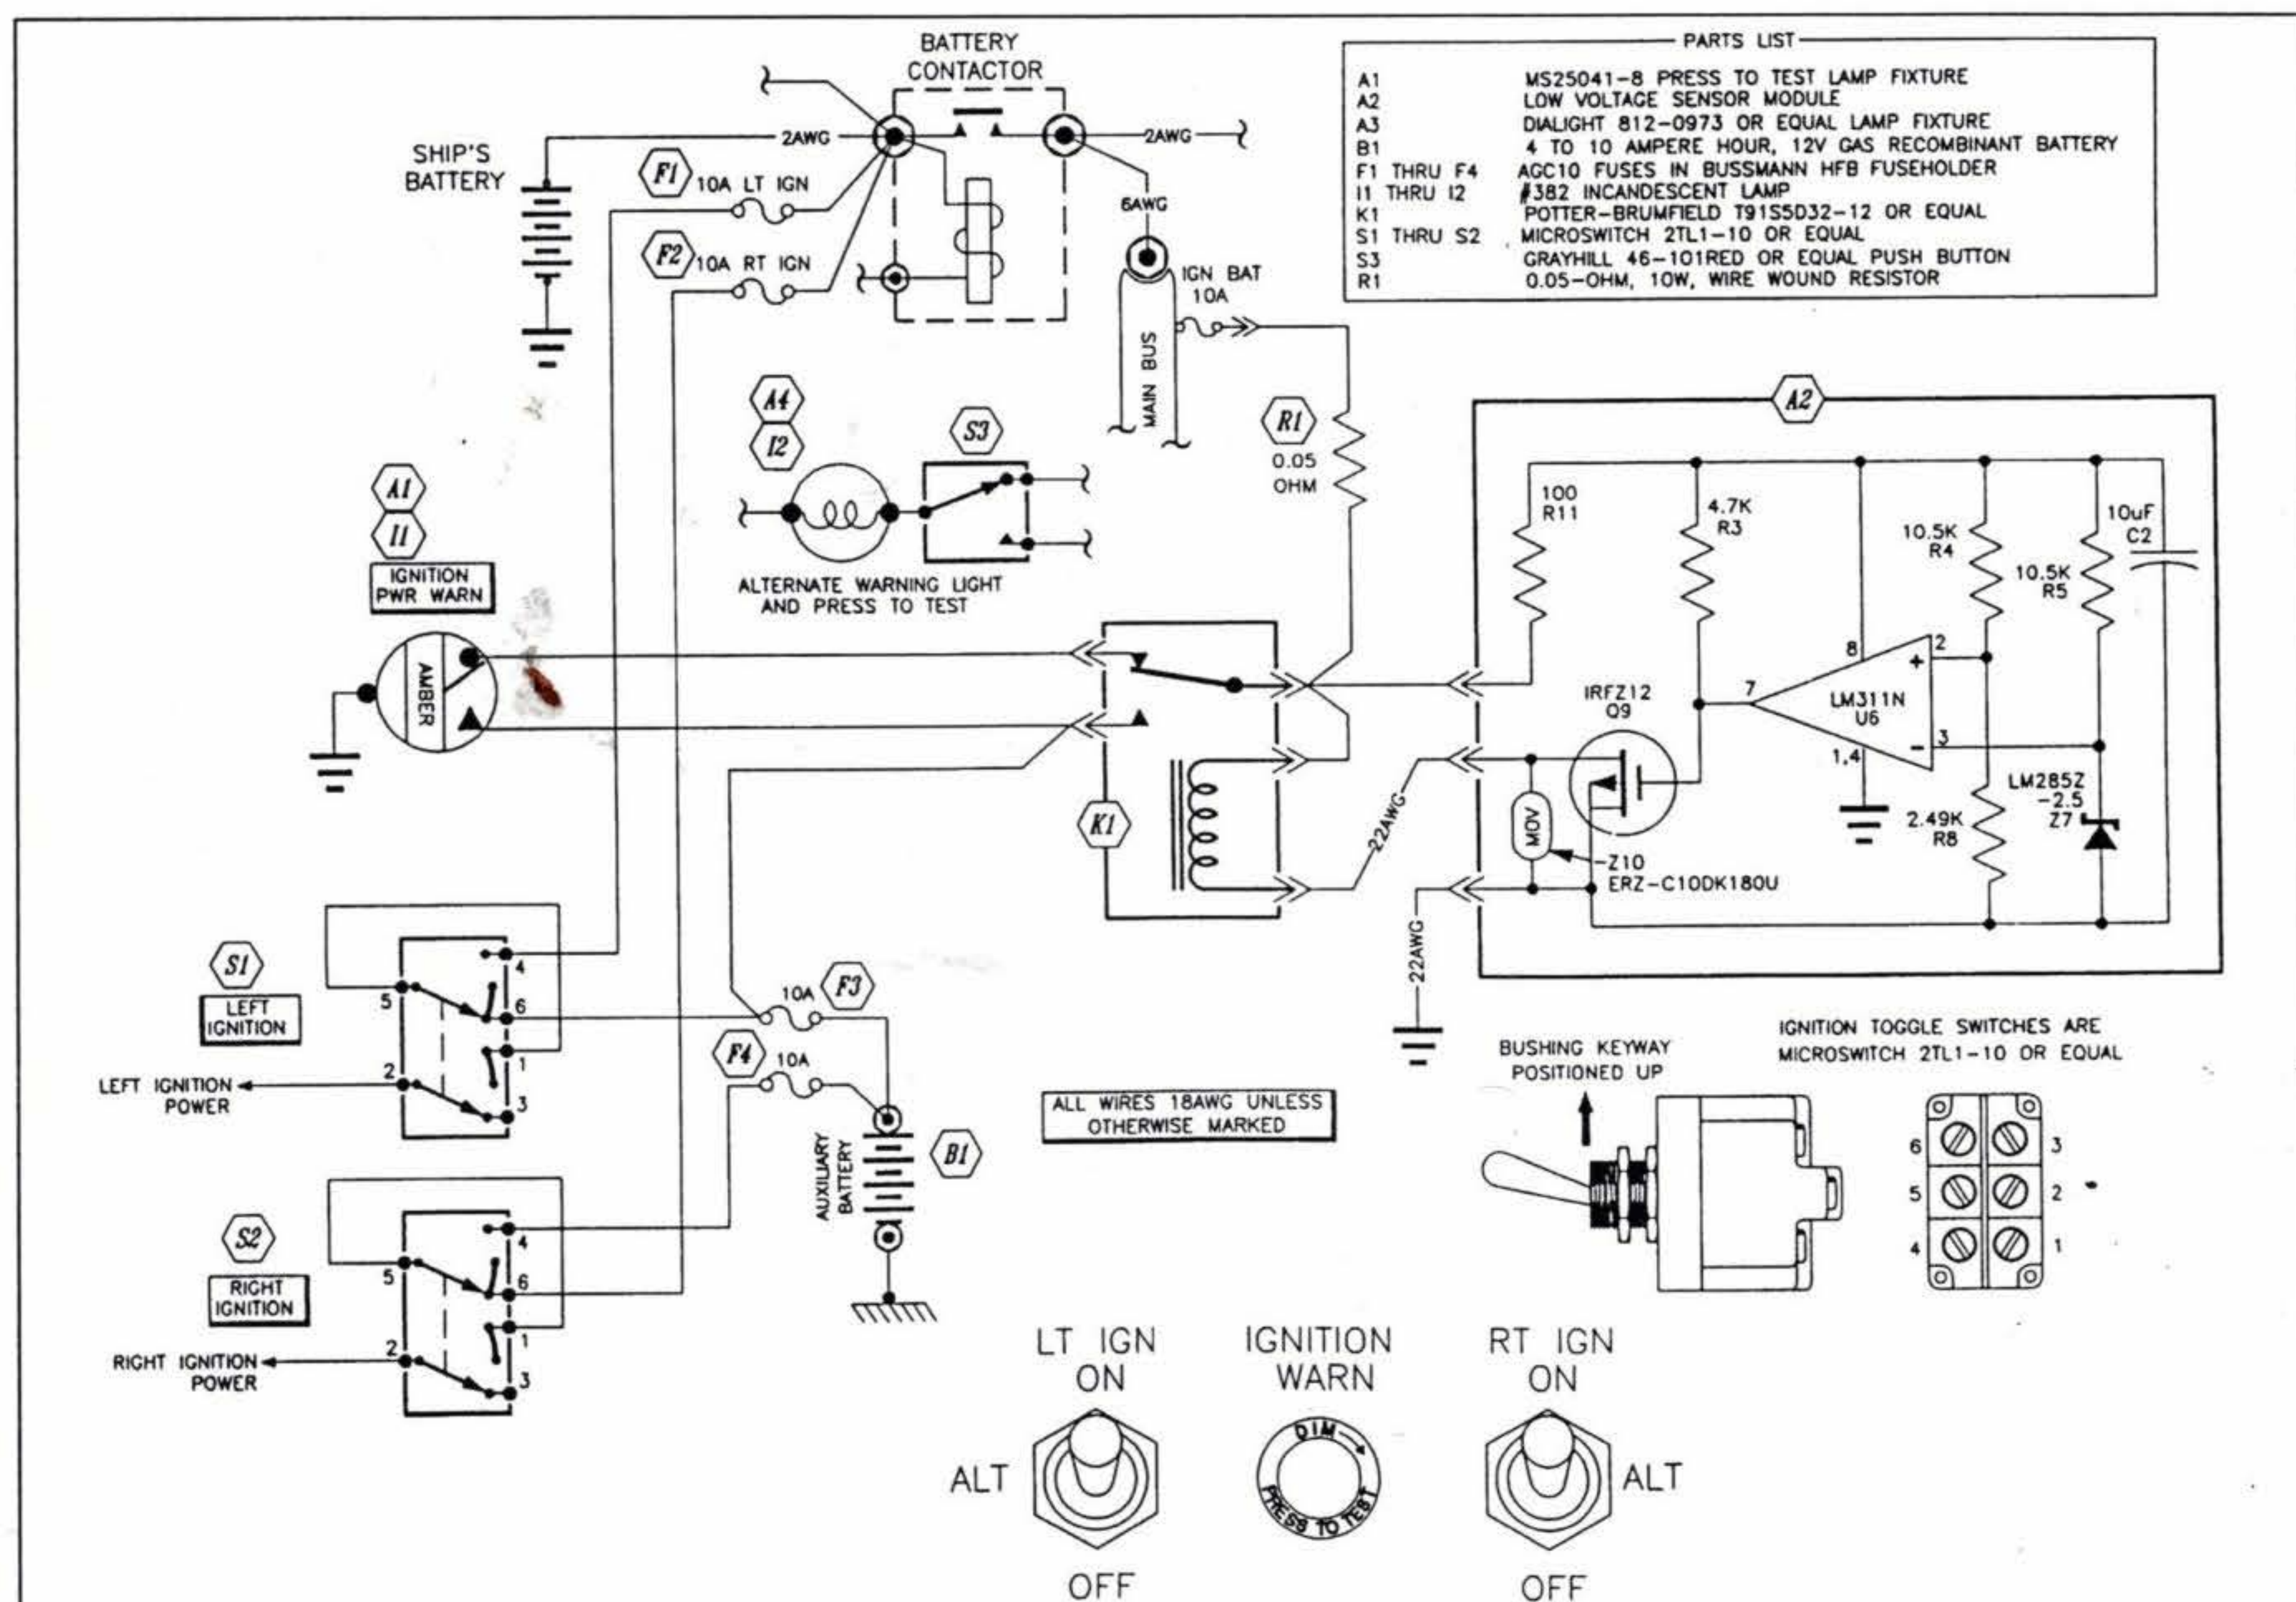 BATTERY
CONTACTOR
SHIP'S
BATTERY
2AWG
2AWG
F1
10A LT IGN
F2
10A RT IGN
6AWG
IGN BAT
10A
MAIN BUS
PARTS LIST
A1 MS25041-8 PRESS TO TEST LAMP FIXTURE
A2 LOW VOLTAGE SENSOR MODULE
A3 DIALIGHT 812-0973 OR EQUAL LAMP FIXTURE
B1 4 TO 10 AMPERE HOUR, 12V GAS RECOMBINANT BATTERY
F1 THRU F4 AGC10 FUSES IN BUSSMANN HFB FUSEHOLDER
I1 THRU I2 #382 INCANDESCENT LAMP
K1 POTTER-BRUMFIELD T91S5D32-12 OR EQUAL
S1 THRU S2 MICROSWITCH 2TL1-10 OR EQUAL
S3 GRAYHILL 46-101RED OR EQUAL PUSH BUTTON
R1 0.05-OHM, 10W, WIRE WOUND RESISTOR
A4
I2
S3
ALTERNATE WARNING LIGHT
AND PRESS TO TEST
R1
0.05
OHM
A1
I1
IGNITION
PWR WARN
AMBER
K1
A2
100
R11
4.7K
R3
10.5K
R4
10.5K
R5
10uF
C2
8
2
+
7
LM311N
U6
-
3
1,4
IRFZ12
Q9
LM285Z
-2.5
Z7
2.49K
R8
MOV
Z10
ERZ-C10DK180U
22AWG
22AWG
S1
LEFT
IGNITION
4
5
6
1
2
3
LEFT IGNITION
POWER
S2
RIGHT
IGNITION
4
5
6
1
2
3
RIGHT IGNITION
POWER
10A
F3
F4
10A
AUXILIARY
BATTERY
B1
ALL WIRES 18AWG UNLESS
OTHERWISE MARKED
BUSHING KEYWAY
POSITIONED UP
IGNITION TOGGLE SWITCHES ARE
MICROSWITCH 2TL1-10 OR EQUAL
6 3
5 2
4 1
LT IGN
ON
ALT
OFF
IGNITION
WARN
DIM
PRESS TO TEST
RT IGN
ON
ALT
OFF